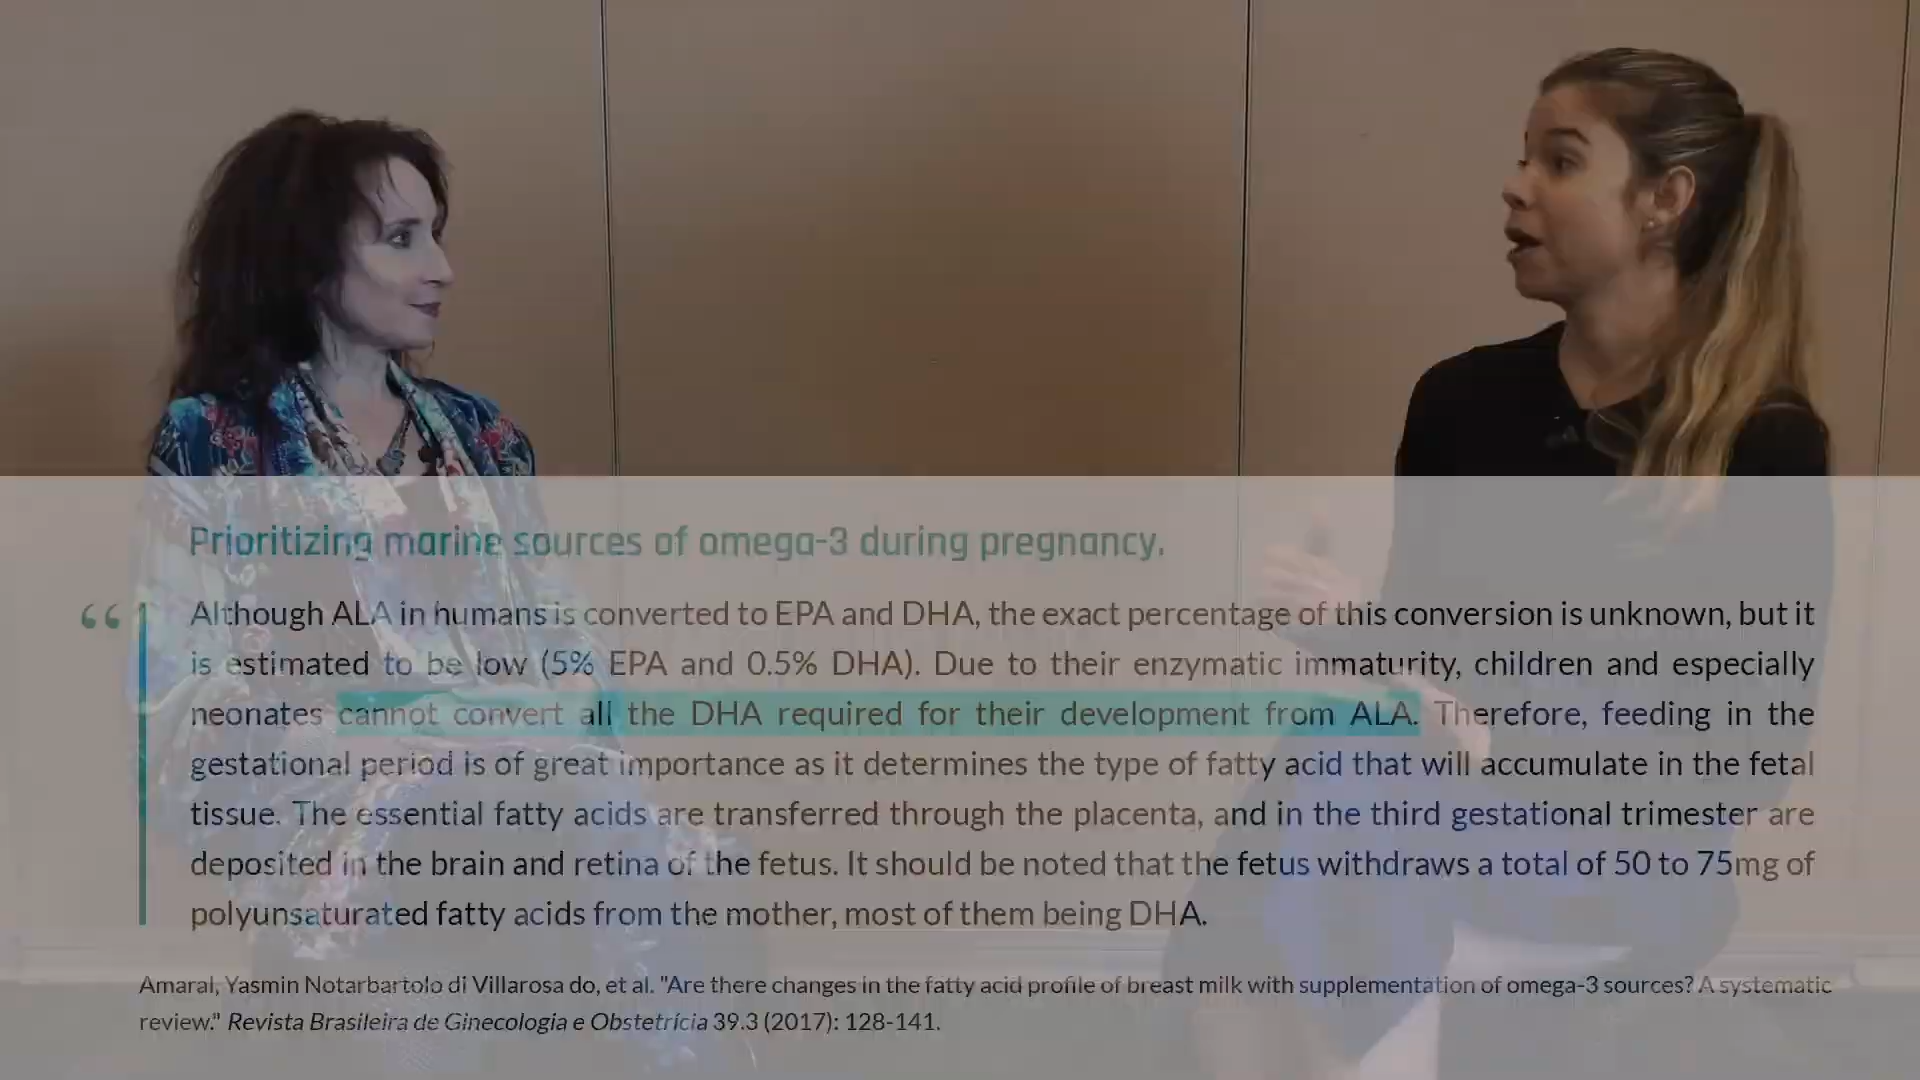 Prioritizing marine sources of omega-3 during pregnancy.
“ Although ALA in humans is converted to EPA and DHA, the exact percentage of this conversion is unknown, but it
is estimated to be low (5% EPA and 0.5% DHA). Due to their enzymatic immaturity, children and especially
neonates cannot convert all the DHA required for their development from ALA. Therefore, feeding in the
gestational period is of great importance as it determines the type of fatty acid that will accumulate in the fetal
tissue. The essential fatty acids are transferred through the placenta, and in the third gestational trimester are
deposited in the brain and retina of the fetus. It should be noted that the fetus withdraws a total of 50 to 75mg of
polyunsaturated fatty acids from the mother, most of them being DHA.
Amaral, Yasmin Notarbartolo di Villarosa do, et al. "Are there changes in the fatty acid profile of breast milk with supplementation of omega-3 sources? A systematic
review." Revista Brasileira de Ginecologia e Obstetrícia 39.3 (2017): 128-141.